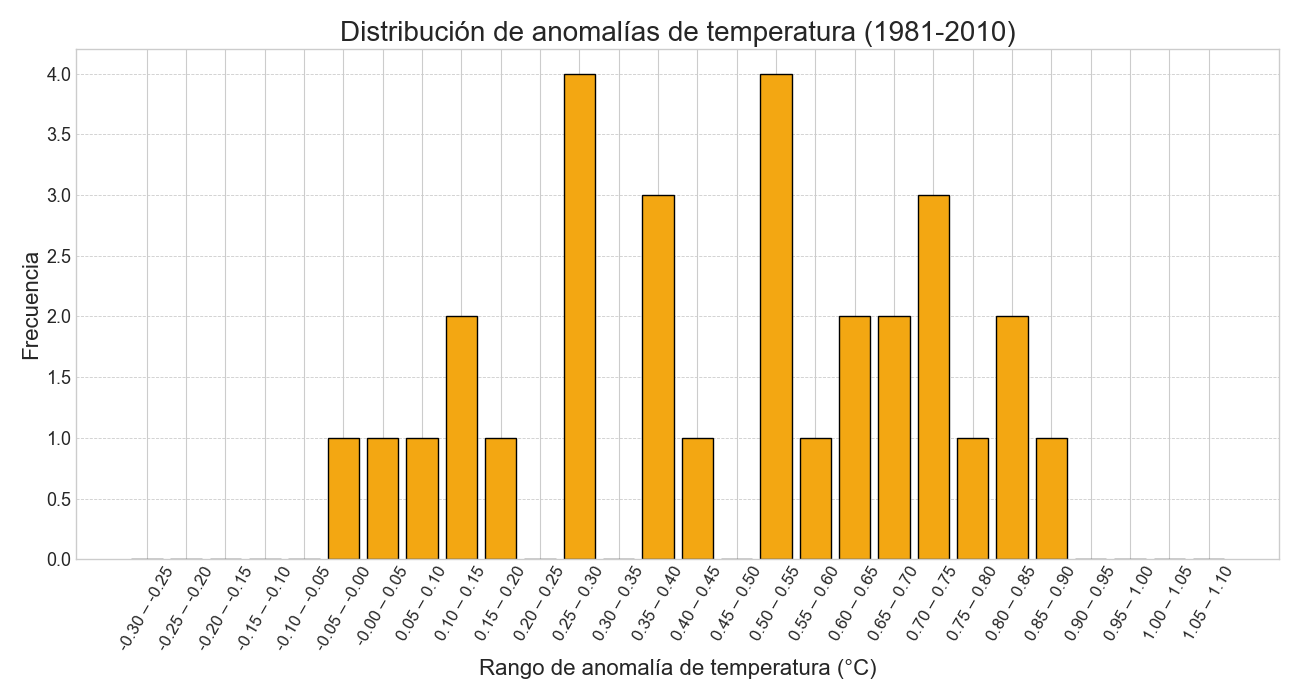 Distribución de anomalías de temperatura (1981-2010)
Frecuencia
4.0
3.5
3.0
2.5
2.0
1.5
1.0
0.5
0.0
-0.30 – -0.25
-0.25 – -0.20
-0.20 – -0.15
-0.15 – -0.10
-0.10 – -0.05
-0.05 – -0.00
-0.00 – 0.05
0.05 – 0.10
0.10 – 0.15
0.15 – 0.20
0.20 – 0.25
0.25 – 0.30
0.30 – 0.35
0.35 – 0.40
0.40 – 0.45
0.45 – 0.50
0.50 – 0.55
0.55 – 0.60
0.60 – 0.65
0.65 – 0.70
0.70 – 0.75
0.75 – 0.80
0.80 – 0.85
0.85 – 0.90
0.90 – 0.95
0.95 – 1.00
1.00 – 1.05
1.05 – 1.10
Rango de anomalía de temperatura (°C)